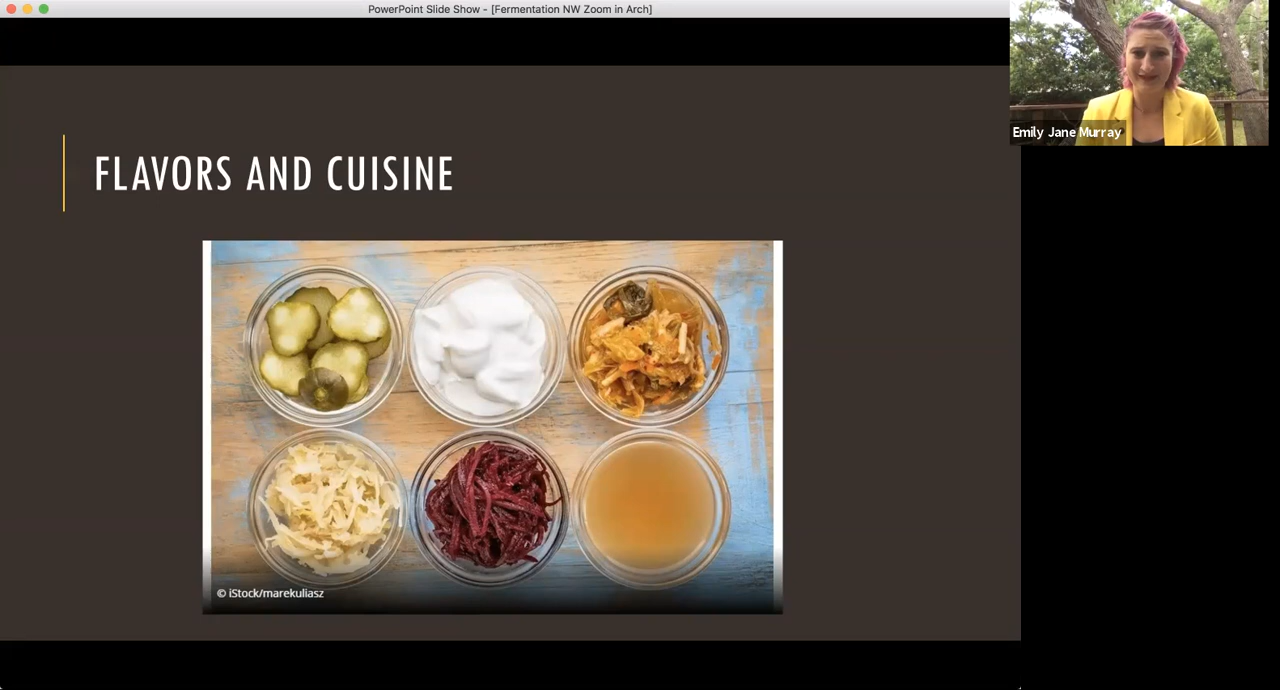 PowerPoint Slide Show - [Fermentation NW Zoom in Arch]
Emily Jane Murray
FLAVORS AND CUISINE
© iStock/marekuliasz